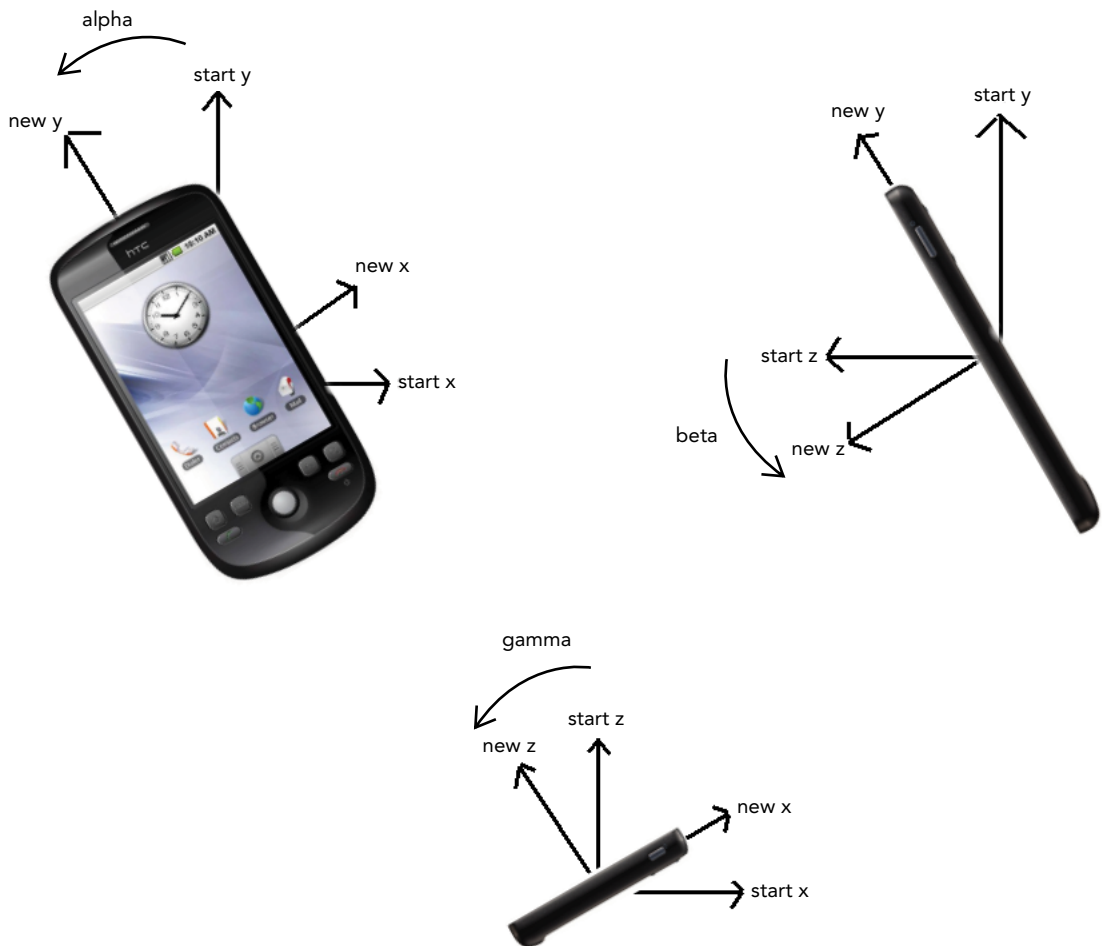 alpha
start y
new y
new x
start x
hTC
10:10 AM
start y
new y
start z
new z
beta
gamma
start z
new z
new x
start x